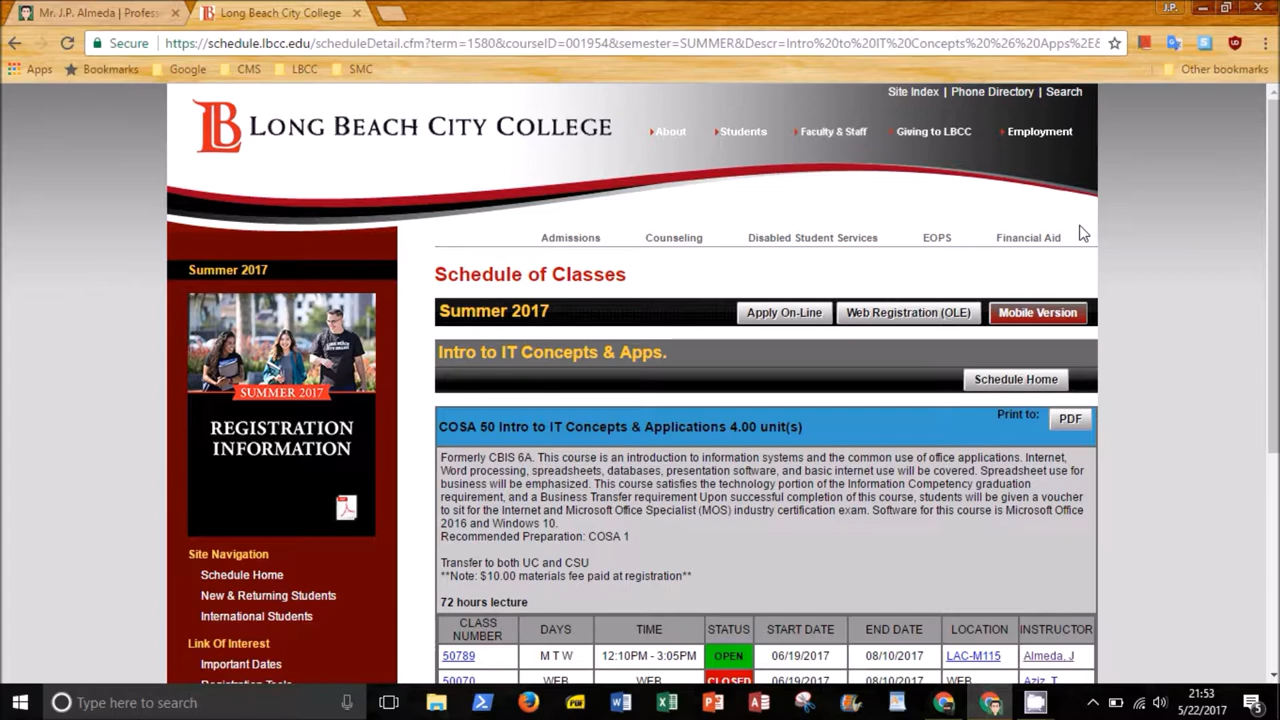 Mr. J.P. Almeda | Profess
Long Beach City College
J.P.
Secure
https://schedule.lbcc.edu/scheduleDetail.cfm?term=1580&courseID=001954&semester=SUMMER&Descr=Intro%20to%20IT%20Concepts%20%26%20Apps%2E&
Apps
Bookmarks
Google
CMS
LBCC
SMC
Other bookmarks
Site Index | Phone Directory | Search
LB LONG BEACH CITY COLLEGE
About
Students
Faculty & Staff
Giving to LBCC
Employment
Admissions
Counseling
Disabled Student Services
EOPS
Financial Aid
Summer 2017
SUMMER 2017
REGISTRATION
INFORMATION
Site Navigation
Schedule Home
New & Returning Students
International Students
Link Of Interest
Important Dates
Registration Tools
Schedule of Classes
Summer 2017
Apply On-Line
Web Registration (OLE)
Mobile Version
Intro to IT Concepts & Apps.
Schedule Home
Print to:
PDF
COSA 50 Intro to IT Concepts & Applications 4.00 unit(s)
Formerly CBIS 6A. This course is an introduction to information systems and the common use of office applications. Internet,
Word processing, spreadsheets, databases, presentation software, and basic internet use will be covered. Spreadsheet use for
business will be emphasized. This course satisfies the technology portion of the Information Competency graduation
requirement, and a Business Transfer requirement Upon successful completion of this course, students will be given a voucher
to sit for the Internet and Microsoft Office Specialist (MOS) industry certification exam. Software for this course is Microsoft Office
2016 and Windows 10.
Recommended Preparation: COSA 1
Transfer to both UC and CSU
**Note: $10.00 materials fee paid at registration**
72 hours lecture
CLASS NUMBER DAYS TIME STATUS START DATE END DATE LOCATION INSTRUCTOR
50789 M T W 12:10PM - 3:05PM OPEN 06/19/2017 08/10/2017 LAC-M115 Almeda, J
50070 WEB WEB CLOSED 06/19/2017 08/10/2017 WEB Aziz, T
Type here to search
21:53
5/22/2017
5